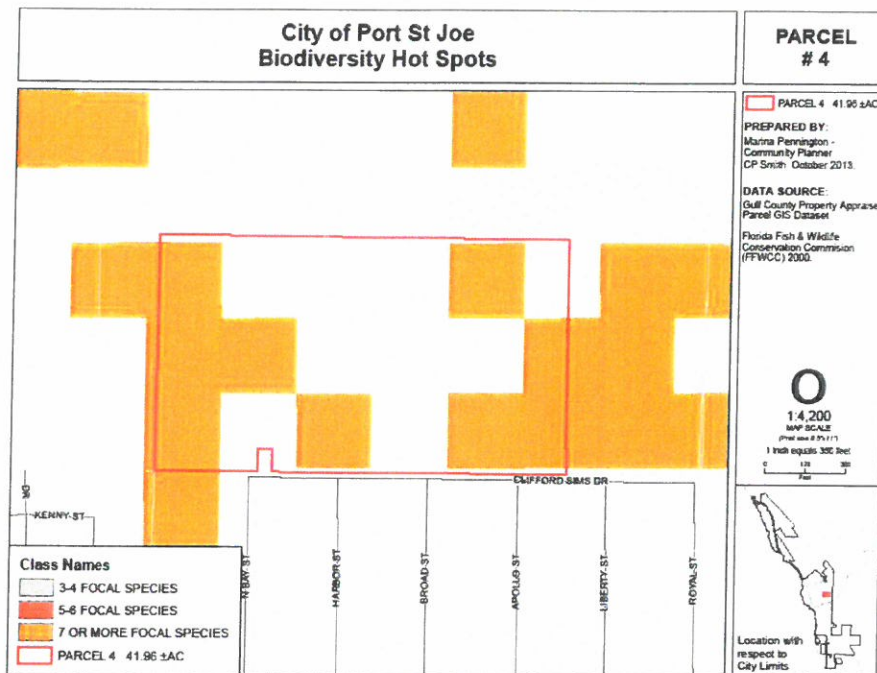 City of Port St Joe
Biodiversity Hot Spots
PARCEL
# 4
PARCEL 4 41.96 ±AC
PREPARED BY:
Marina Pennington -
Community Planner
CP Smith October 2013.
DATA SOURCE:
Gulf County Property Appraise
Parcel GIS Dataset
Florida Fish & Wildlife
Conservation Commision
(FFWCC) 2000.
O
1:4,200
MAP SCALE
1 inch equals 350 feet
Feet
CLIFFORD SIMS DR
DR
KENNY-ST
N BAY ST
HARBOR-ST
BROAD-ST
APOLLO ST
LIBERTY-ST
ROYAL-ST
Class Names
3-4 FOCAL SPECIES
5-6 FOCAL SPECIES
7 OR MORE FOCAL SPECIES
PARCEL 4 41.96 ±AC
Location with
respect to
City Limits